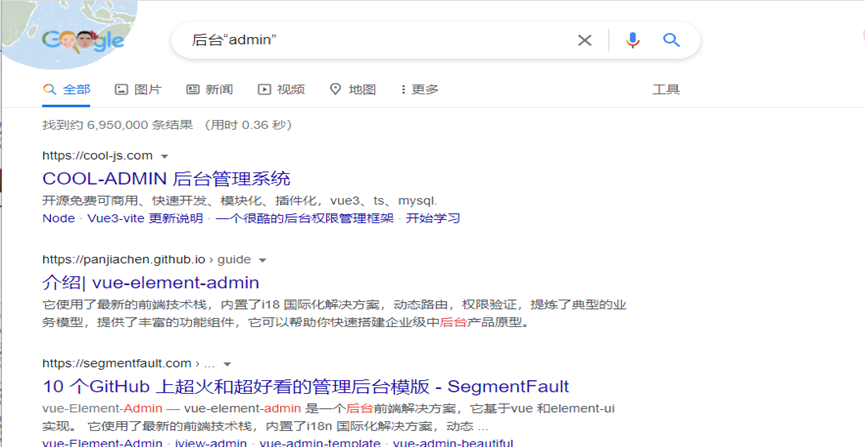 Google
后台“admin”
全部 图片 新闻 视频 地图 更多 工具
找到约 6,950,000 条结果 （用时 0.36 秒）
https://cool-js.com
COOL-ADMIN 后台管理系统
开源免费可商用、快速开发、模块化、插件化，vue3、ts、mysql.
Node · Vue3-vite 更新说明 · 一个很酷的后台权限管理框架 · 开始学习
https://panjiachen.github.io › guide
介绍| vue-element-admin
它使用了最新的前端技术栈，内置了i18 国际化解决方案，动态路由，权限验证，提炼了典型的业
务模型，提供了丰富的功能组件，它可以帮助你快速搭建企业级中后台产品原型。
https://segmentfault.com › ...
10 个GitHub 上超火和超好看的管理后台模版 - SegmentFault
vue-Element-Admin — vue-element-admin 是一个后台前端解决方案，它基于vue 和element-ui
实现。 它使用了最新的前端技术栈，内置了i18n 国际化解决方案，动态 ...
vue-Element-Admin · iview-admin · vue-admin-template · vue-admin-beautiful